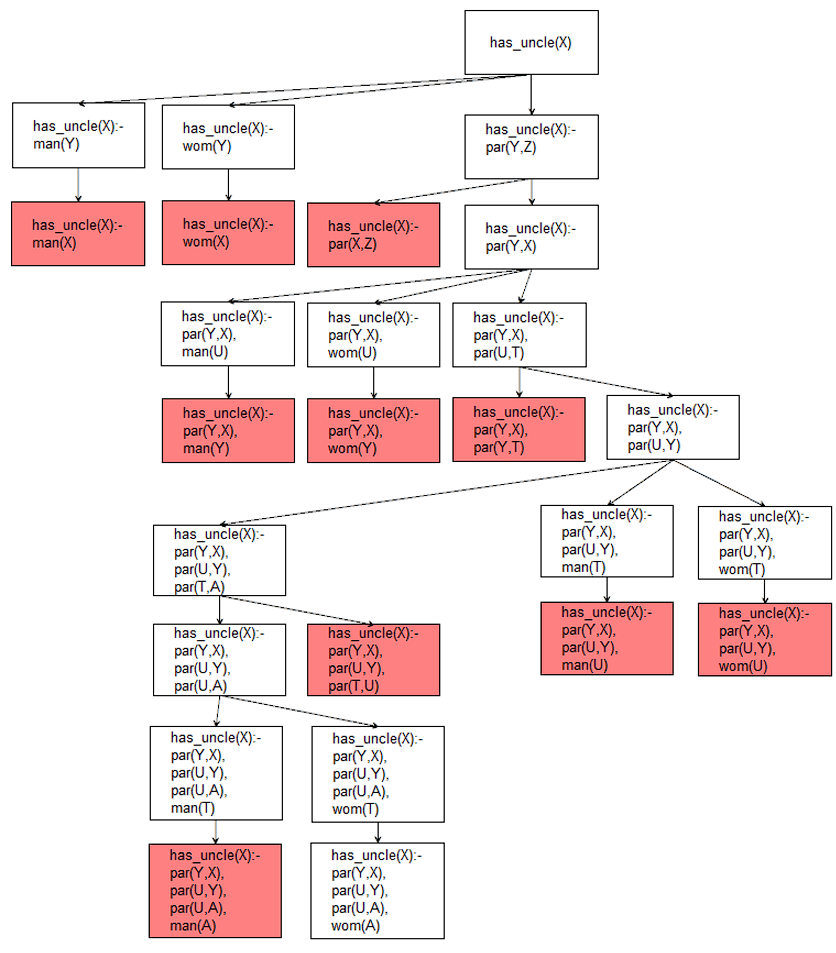 has_uncle(X)
has_uncle(X):-
man(Y)
has_uncle(X):-
wom(Y)
has_uncle(X):-
par(Y,Z)
has_uncle(X):-
man(X)
has_uncle(X):-
wom(X)
has_uncle(X):-
par(X,Z)
has_uncle(X):-
par(Y,X)
has_uncle(X):-
par(Y,X),
man(U)
has_uncle(X):-
par(Y,X),
wom(U)
has_uncle(X):-
par(Y,X),
par(U,T)
has_uncle(X):-
par(Y,X),
man(Y)
has_uncle(X):-
par(Y,X),
wom(Y)
has_uncle(X):-
par(Y,X),
par(Y,T)
has_uncle(X):-
par(Y,X),
par(U,Y)
has_uncle(X):-
par(Y,X),
par(U,Y),
par(T,A)
has_uncle(X):-
par(Y,X),
par(U,Y),
man(T)
has_uncle(X):-
par(Y,X),
par(U,Y),
wom(T)
has_uncle(X):-
par(Y,X),
par(U,Y),
par(U,A)
has_uncle(X):-
par(Y,X),
par(U,Y),
par(T,U)
has_uncle(X):-
par(Y,X),
par(U,Y),
man(U)
has_uncle(X):-
par(Y,X),
par(U,Y),
wom(U)
has_uncle(X):-
par(Y,X),
par(U,Y),
par(U,A),
man(T)
has_uncle(X):-
par(Y,X),
par(U,Y),
par(U,A),
wom(T)
has_uncle(X):-
par(Y,X),
par(U,Y),
par(U,A),
man(A)
has_uncle(X):-
par(Y,X),
par(U,Y),
par(U,A),
wom(A)